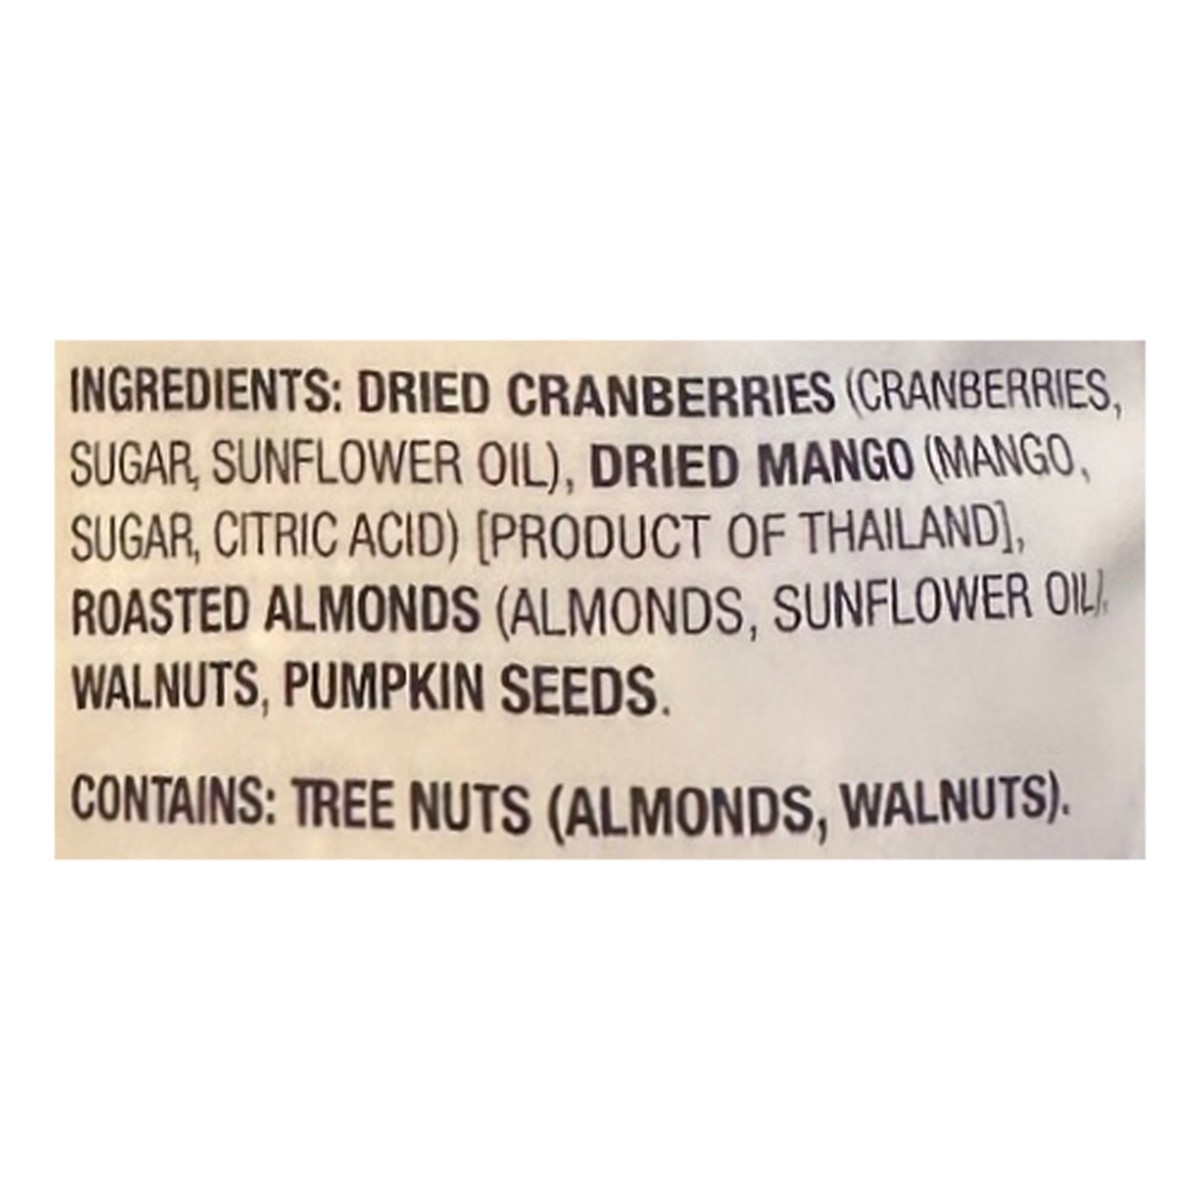 INGREDIENTS: DRIED CRANBERRIES (CRANBERRIES,
SUGAR, SUNFLOWER OIL), DRIED MANGO (MANGO,
SUGAR, CITRIC ACID) [PRODUCT OF THAILAND],
ROASTED ALMONDS (ALMONDS, SUNFLOWER OIL),
WALNUTS, PUMPKIN SEEDS.
CONTAINS: TREE NUTS (ALMONDS, WALNUTS).